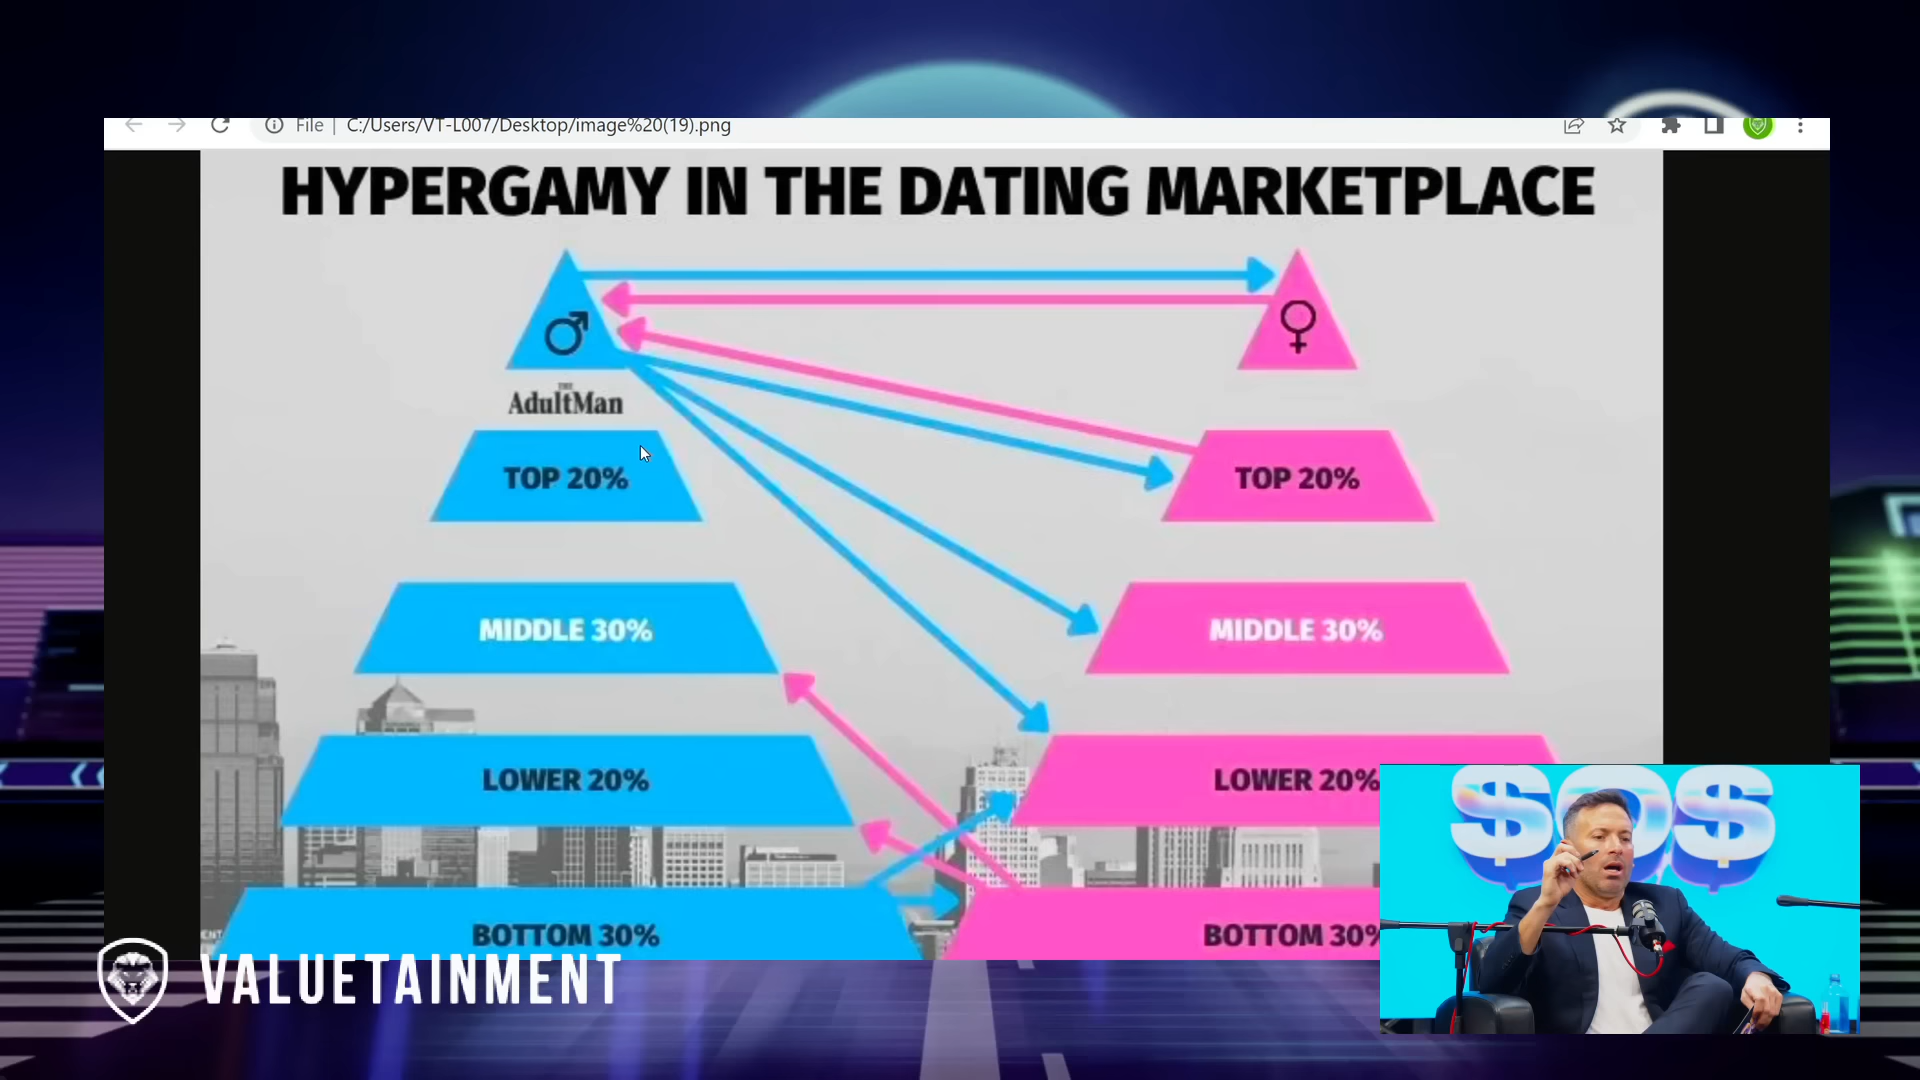 File | C:/Users/VT-L007/Desktop/image%20(19).png
HYPERGAMY IN THE DATING MARKETPLACE
THE
AdultMan
TOP 20%
TOP 20%
MIDDLE 30%
MIDDLE 30%
LOWER 20%
LOWER 20%
BOTTOM 30%
BOTTOM 30%
VALUETAINMENT
$O$